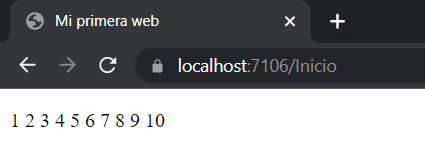 Mi primera web
localhost:7106/Inicio
1 2 3 4 5 6 7 8 9 10